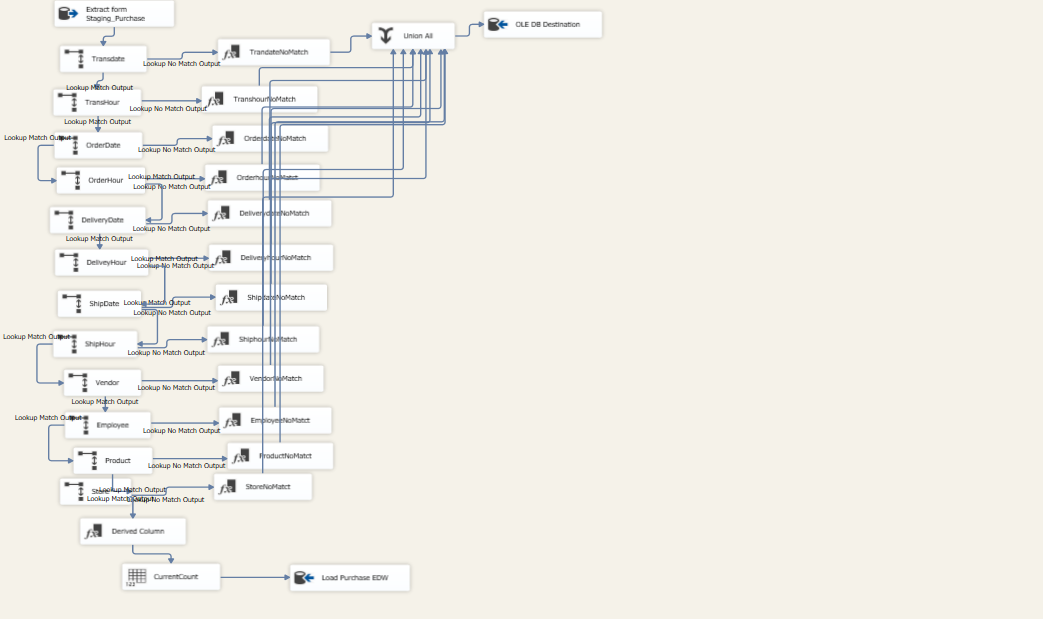 Extract form
Staging_Purchase
Union All
OLE DB Destination
Transdate
Lookup No Match Output
TrandateNoMatch
Lookup Match Output
TransHour
Lookup No Match Output
TranshourNoMatch
Lookup Match Output
OrderDate
Lookup No Match Output
OrderdateNoMatch
Lookup Match Output
OrderHour
Lookup Match Output
Lookup No Match Output
OrderhourNoMatct
DeliveryDate
Lookup No Match Output
DeliverydateNoMatch
Lookup Match Output
DeliveyHour
Lookup Match Output
Lookup No Match Output
DeliveryhourNoMatch
ShipDate
Lookup Match Output
Lookup No Match Output
ShipdateNoMatch
Lookup Match Output
ShipHour
Lookup No Match Output
ShiphourNoMatch
Vendor
Lookup No Match Output
VendorNoMatch
Lookup Match Output
Lookup Match Output
Employee
Lookup No Match Output
EmployeeNoMatct
Product
Lookup No Match Output
ProductNoMatct
Store
Lookup Match Output
Lookup Match Output
Lookup No Match Output
StoreNoMatct
Derived Column
CurrentCount
Load Purchase EDW